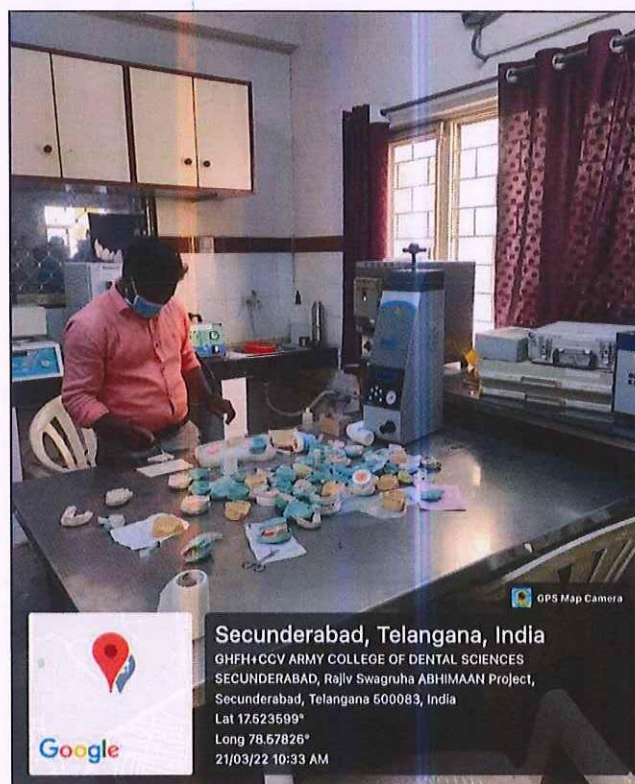 GPS Map Camera
Secunderabad, Telangana, India
GHFH+CCV ARMY COLLEGE OF DENTAL SCIENCES
SECUNDERABAD, Rajiv Swagruha ABHIMAAN Project,
Secunderabad, Telangana 500083, India
Lat 17.523599°
Long 78.57826°
21/03/22 10:33 AM
Google